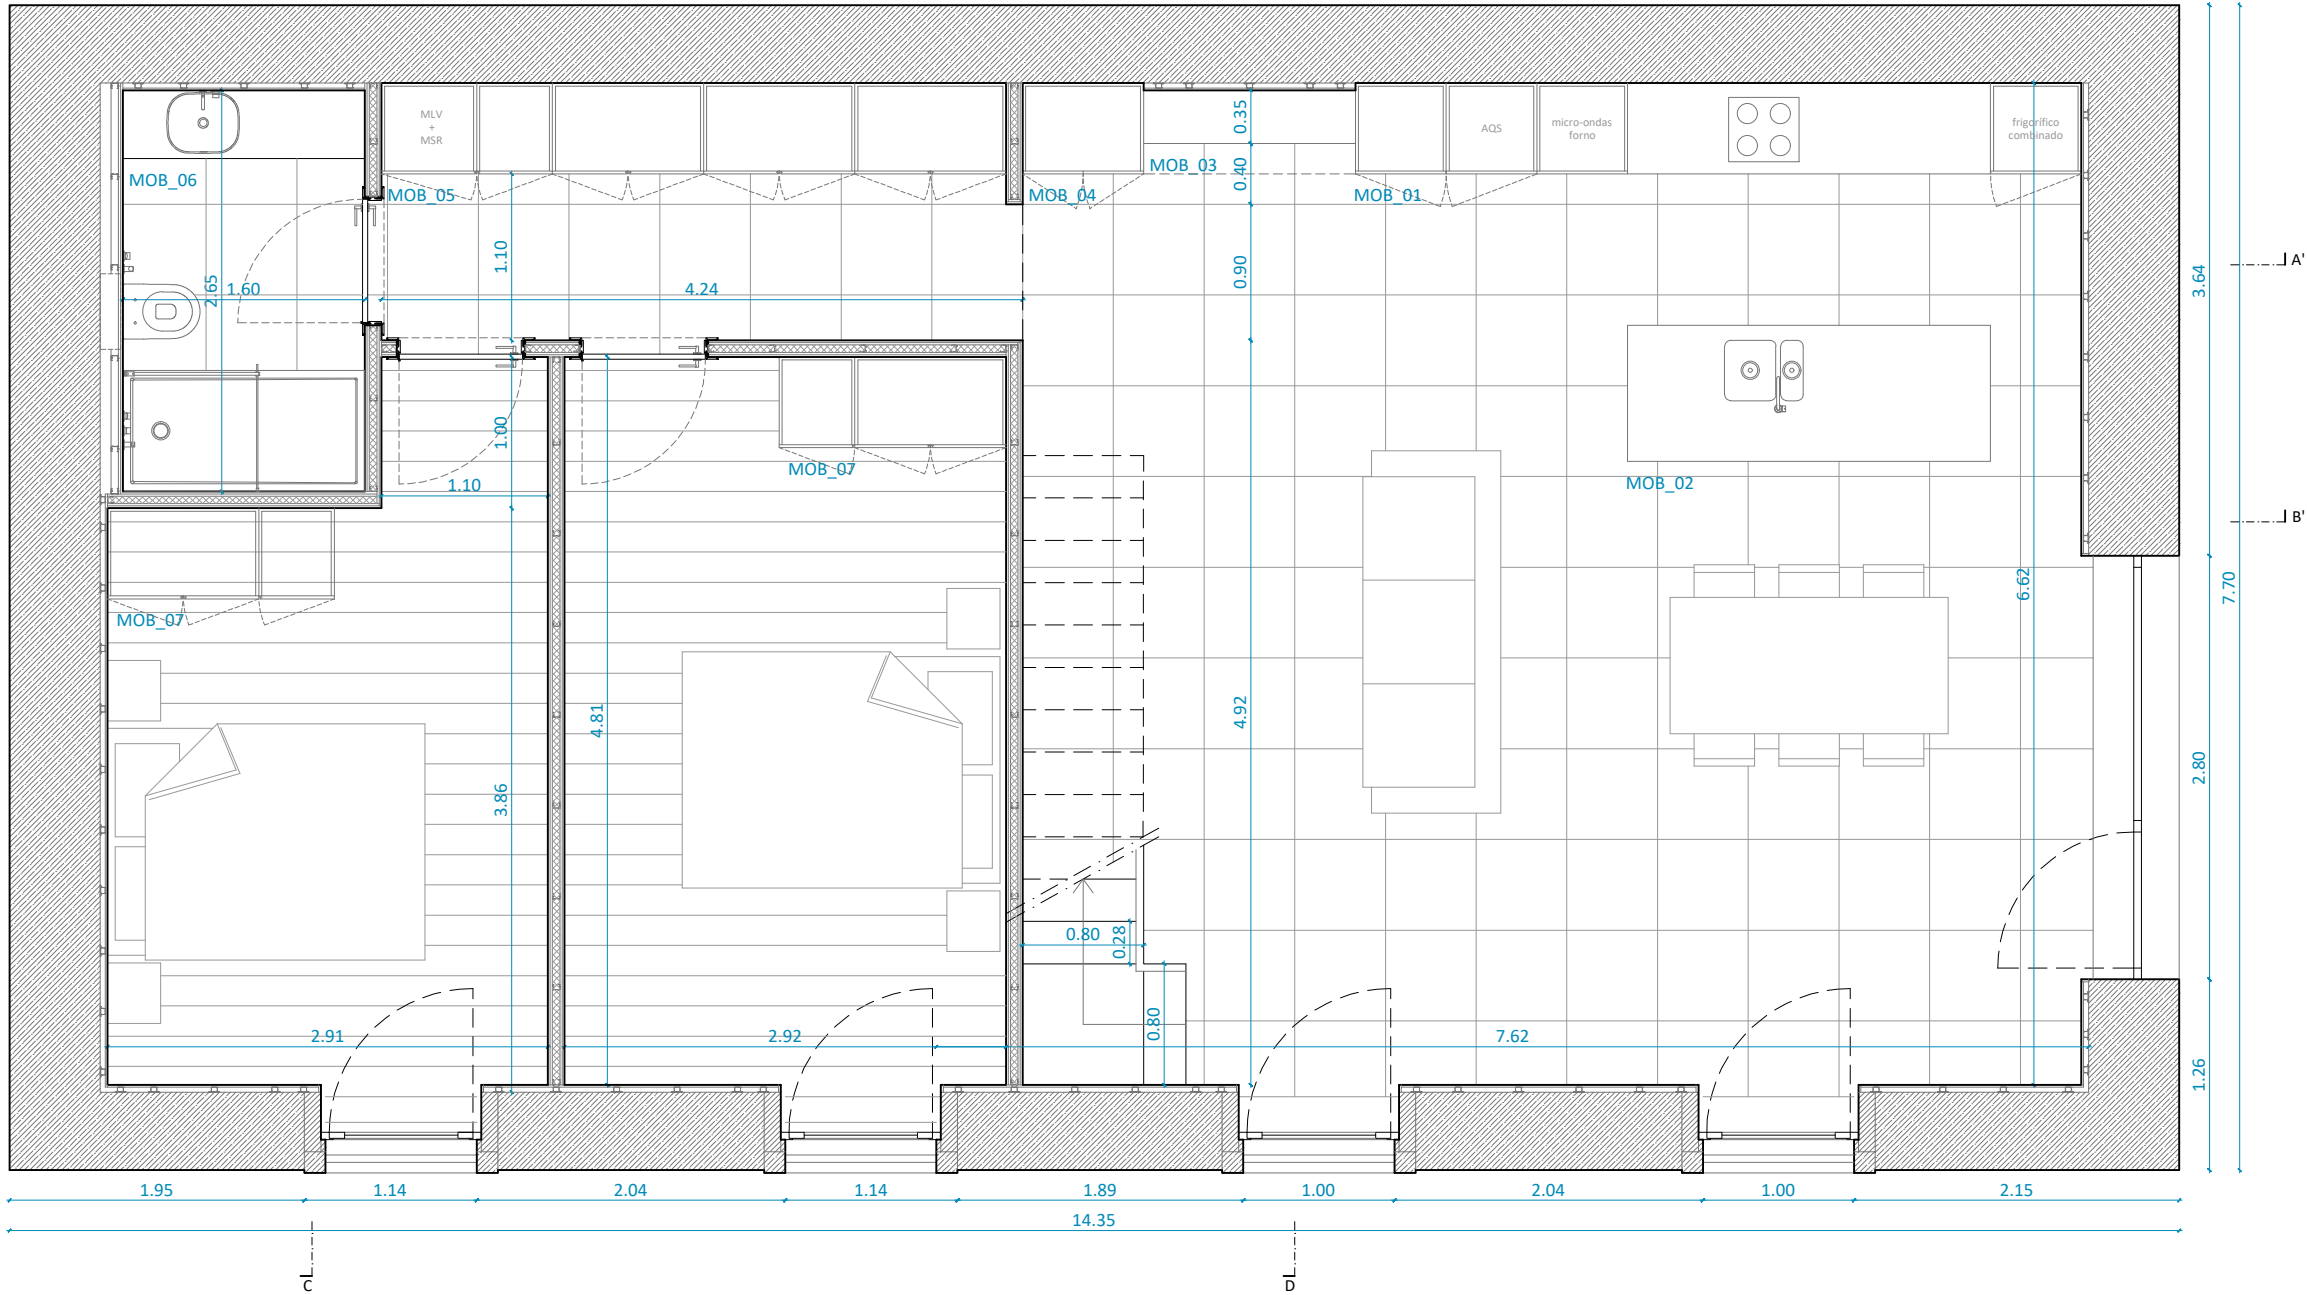 MLV
+
MSR
AQS
micro-ondas
forno
frigorífico
combinado
MOB_06
MOB_05
MOB_04
MOB_03
MOB_01
0.35
0.40
1.10
0.90
2.65
1.60
4.24
3.64
A'
1.00
1.10
MOB_07
MOB_02
B'
MOB_07
6.62
7.70
4.81
4.92
3.86
2.80
0.80
0.28
0.80
2.91
2.92
7.62
1.26
1.95
1.14
2.04
1.14
1.89
1.00
2.04
1.00
2.15
14.35
C
D